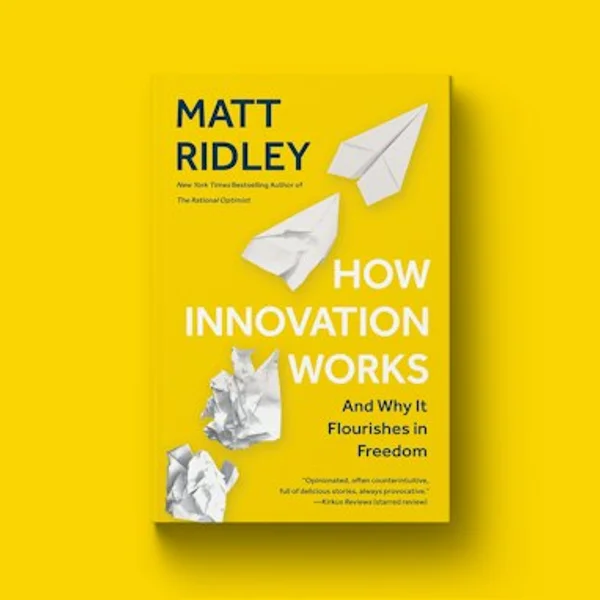 MATT
RIDLEY
New York Times Bestselling Author of
The Rational Optimist
HOW
INNOVATION
WORKS
And Why It
Flourishes in
Freedom
"Opinionated, often counterintuitive,
full of delicious stories, always provocative."
—Kirkus Reviews (starred review)